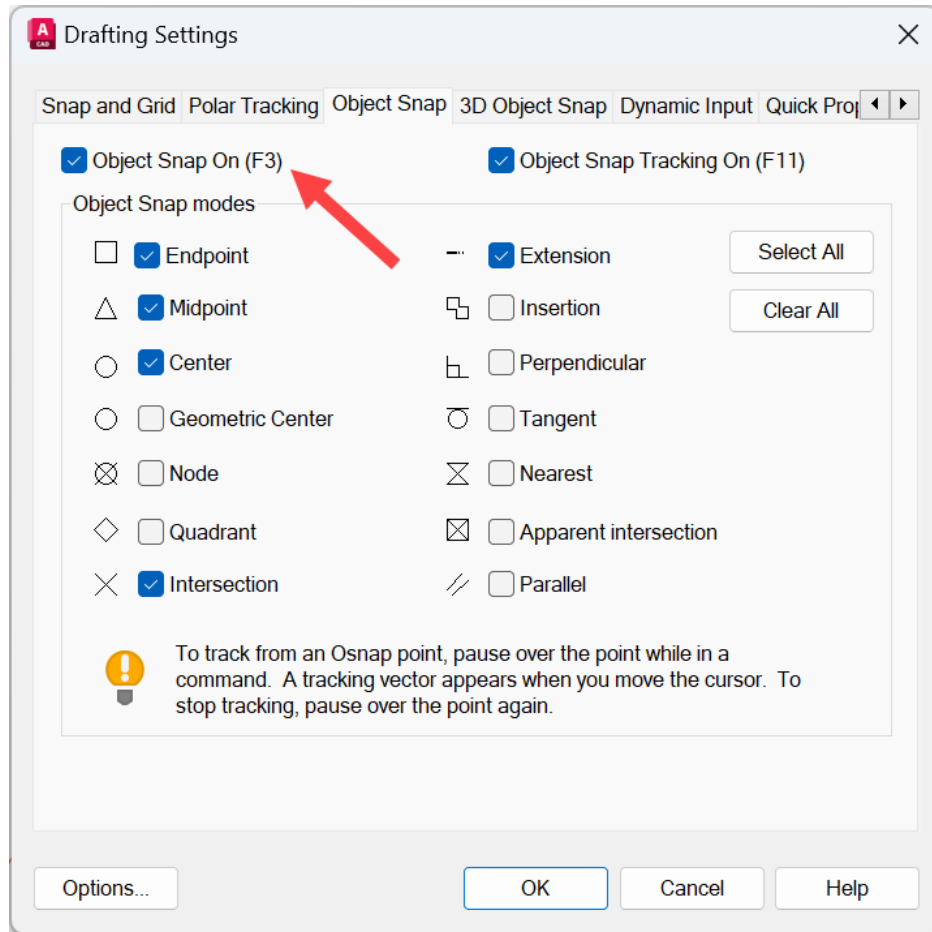 A
CAD
Drafting Settings
Snap and Grid Polar Tracking Object Snap 3D Object Snap Dynamic Input Quick
Object Snap On (F3) Object Snap Tracking On (F11)
Object Snap modes
Endpoint Extension Select All
Midpoint Insertion Clear All
Center Perpendicular
Geometric Center Tangent
Node Nearest
Quadrant Apparent intersection
Intersection Parallel
To track from an Osnap point, pause over the point while in a
command. A tracking vector appears when you move the cursor. To
stop tracking, pause over the point again.
Options... OK Cancel Help